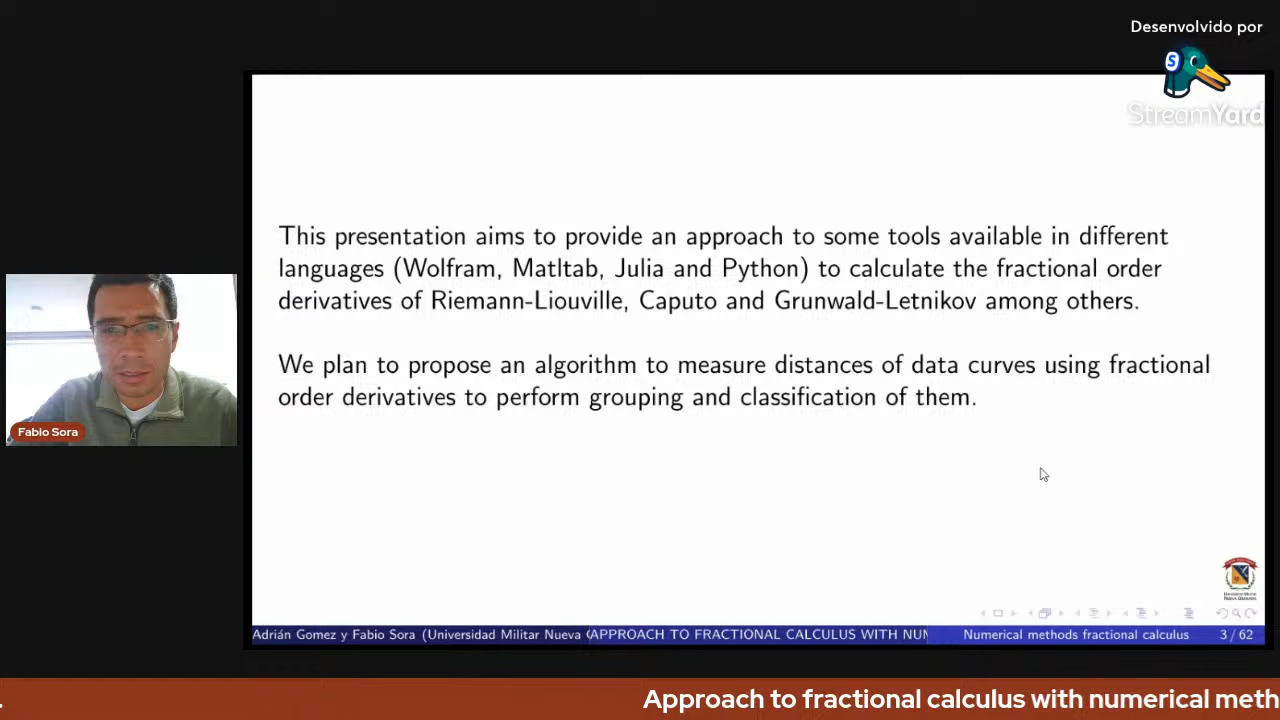 Desenvolvido por
S
StreamYard
This presentation aims to provide an approach to some tools available in different
languages (Wolfram, Matltab, Julia and Python) to calculate the fractional order
derivatives of Riemann-Liouville, Caputo and Grunwald-Letnikov among others.
We plan to propose an algorithm to measure distances of data curves using fractional
order derivatives to perform grouping and classification of them.
Fabio Sora
Adrián Gomez y Fabio Sora (Universidad Militar Nueva
APPROACH TO FRACTIONAL CALCULUS WITH NUM
Numerical methods fractional calculus
3 / 62
. Approach to fractional calculus with numerical meth